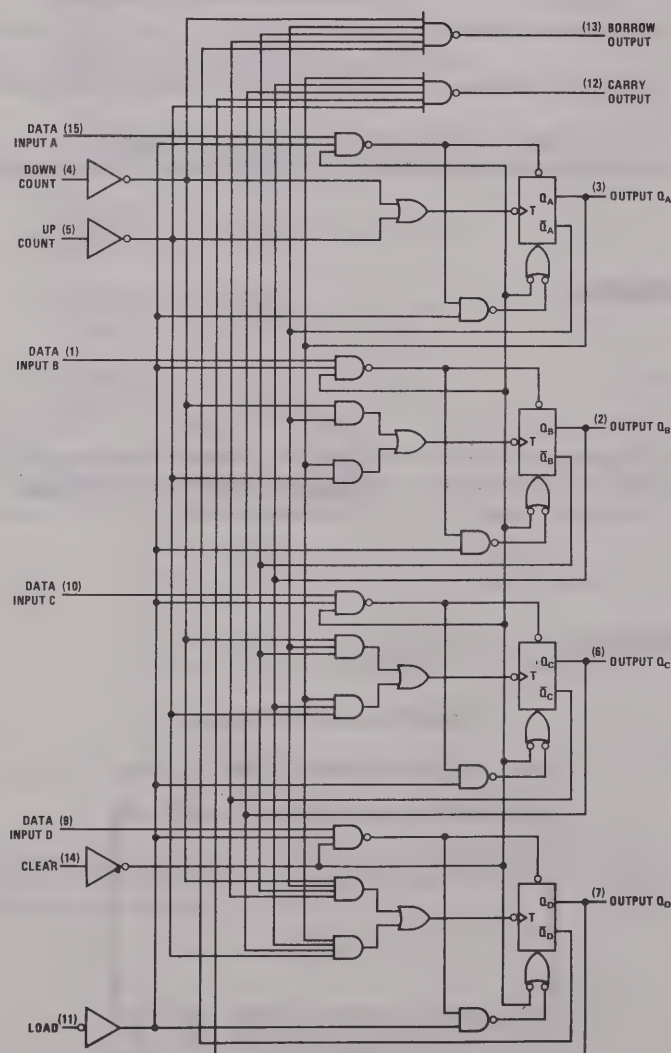 (13) BORROW
OUTPUT
(12) CARRY
OUTPUT
DATA (15)
INPUT A
DOWN (4)
COUNT
UP (5)
COUNT
T
Q_A
Q̅_A
(3) OUTPUT Q_A
DATA (1)
INPUT B
T
Q_B
Q̅_B
(2) OUTPUT Q_B
DATA (10)
INPUT C
T
Q_C
Q̅_C
(6) OUTPUT Q_C
DATA (9)
INPUT D
CLEAR (14)
T
Q_D
Q̅_D
(7) OUTPUT Q_D
LOAD (11)